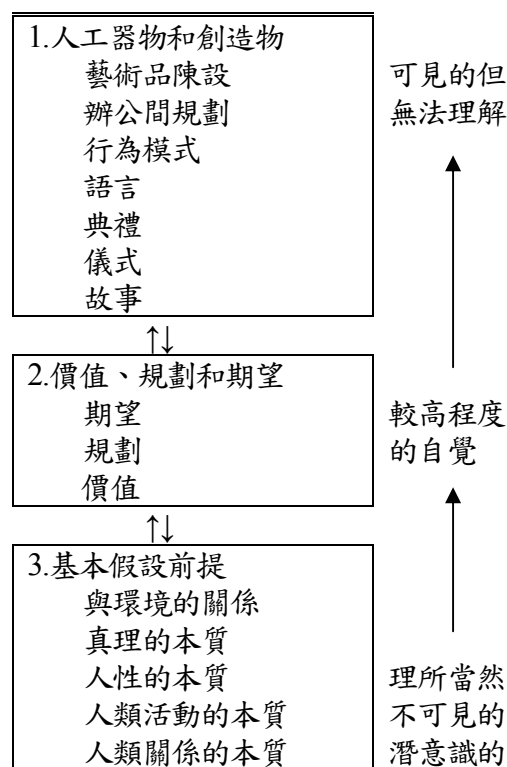 1.人工器物和創造物
藝術品陳設
辦公間規劃
行為模式
語言
典禮
儀式
故事
可見的但
無法理解
↑↓
2.價值、規劃和期望
期望
規劃
價值
較高程度
的自覺
↑↓
3.基本假設前提
與環境的關係
真理的本質
人性的本質
人類活動的本質
人類關係的本質
理所當然
不可見的
潛意識的